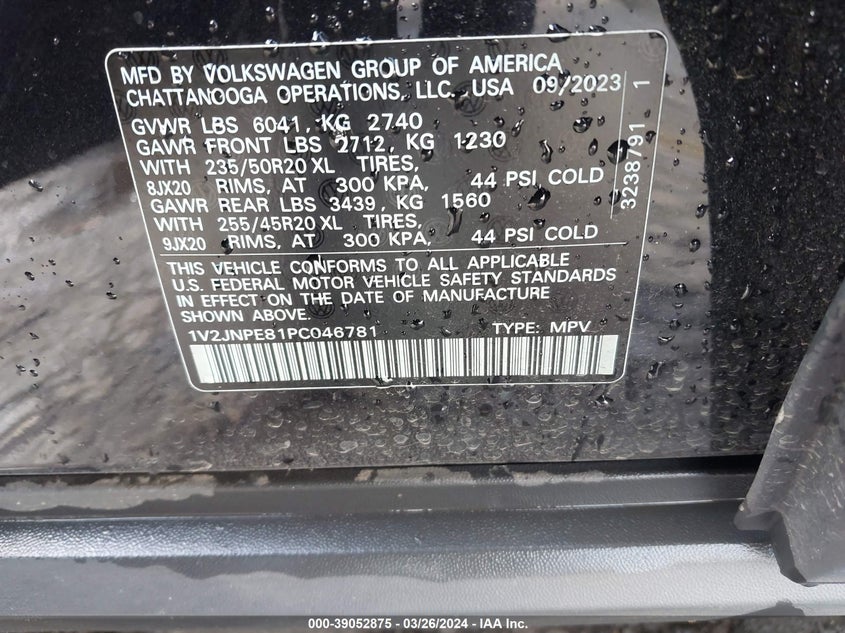 MFD BY VOLKSWAGEN GROUP OF AMERICA
CHATTANOOGA OPERATIONS, LLC., USA 09/2023
GVWR LBS 6041, KG 2740
GAWR FRONT LBS 2712, KG 1230
WITH 235/50R20 XL TIRES,
8JX20 RIMS, AT 300 KPA, 44 PSI COLD
GAWR REAR LBS 3439, KG 1560
WITH 255/45R20 XL TIRES,
9JX20 RIMS, AT 300 KPA, 44 PSI COLD
3238791 1
THIS VEHICLE CONFORMS TO ALL APPLICABLE
U.S. FEDERAL MOTOR VEHICLE SAFETY STANDARDS
IN EFFECT ON THE DATE OF MANUFACTURE
SHOWN ABOVE.
1V2JNPE81PC046781 TYPE: MPV
000-39052875 - 03/26/2024 - IAA Inc.